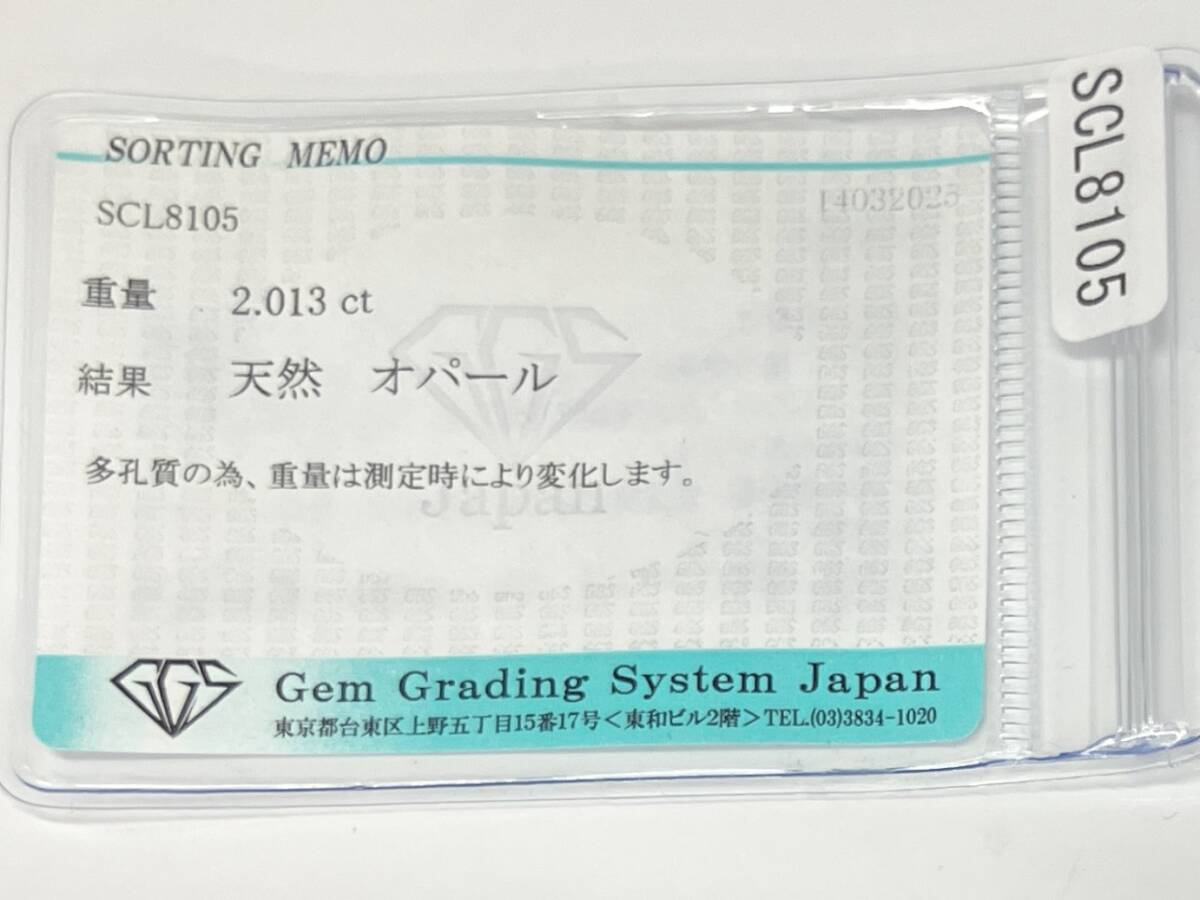 SORTING MEMO
SCL8105
14032025
重量 2.013 ct
結果 天然 オパール
多孔質の為、重量は測定時により変化します。
GGS
Japan
GGS
Gem Grading System Japan
東京都台東区上野五丁目15番17号<東和ビル2階>TEL.(03)3834-1020
SCL8105